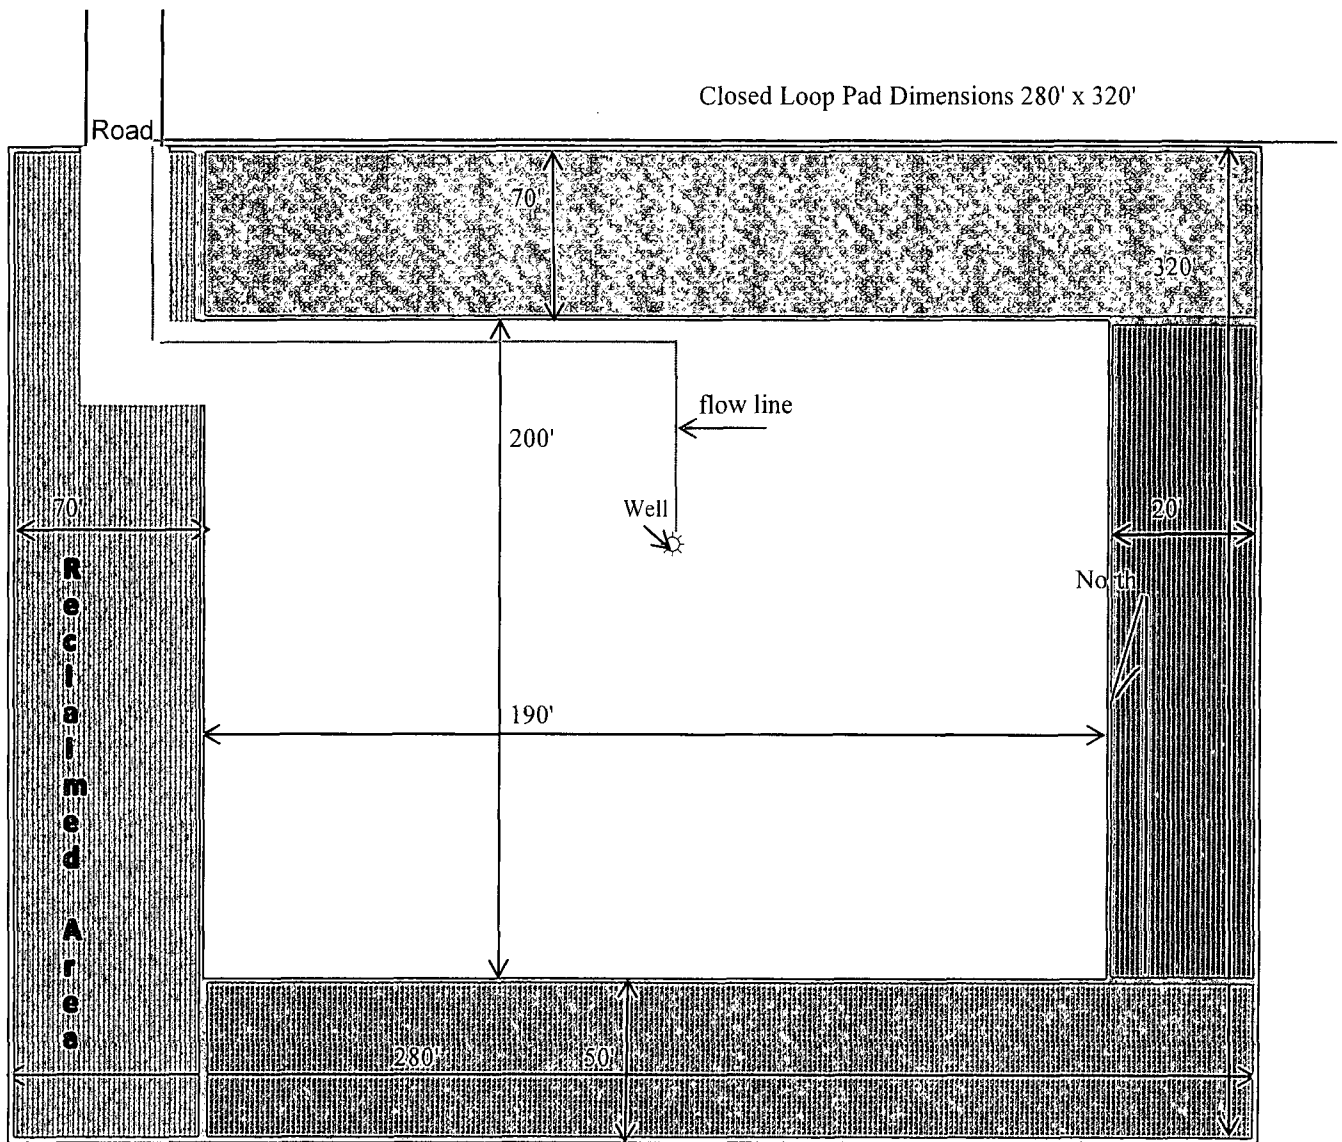 Closed Loop Pad Dimensions 280' x 320'
Road
70'
320'
flow line
200'
Well
70'
20'
North
190'
Reclaimed Area
280'
50'